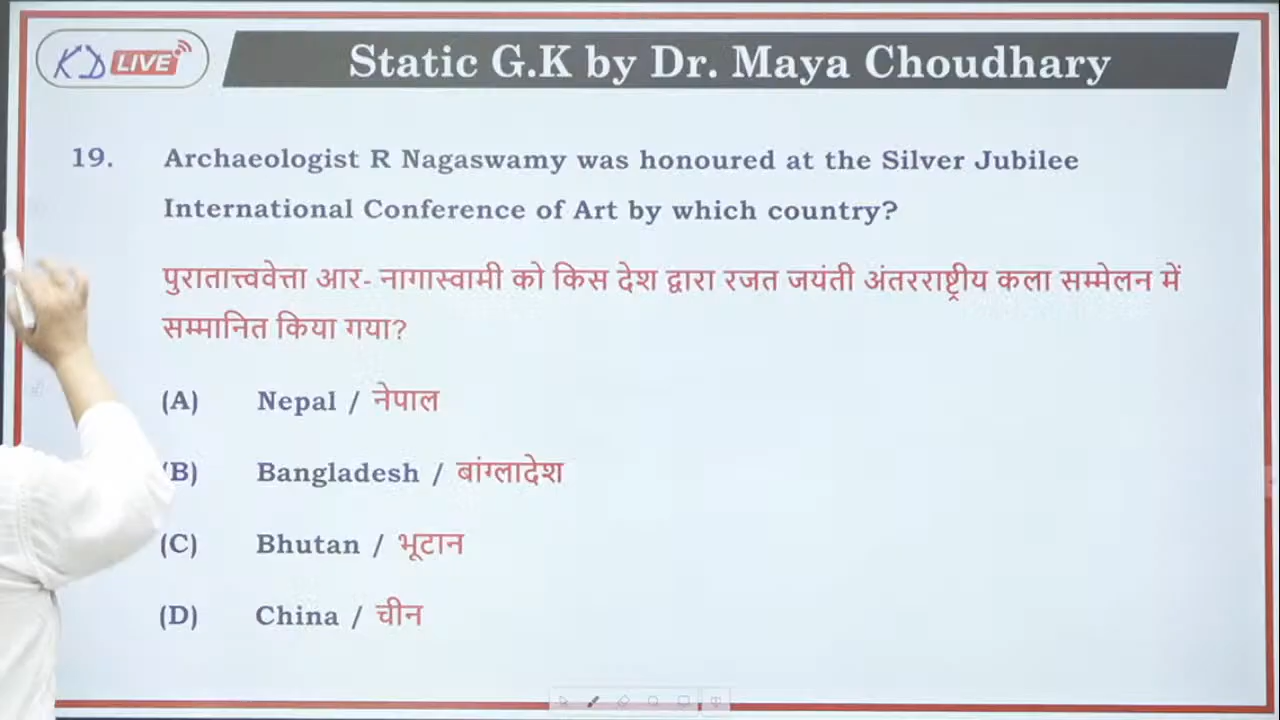 KD LIVE
Static G.K by Dr. Maya Choudhary
19. Archaeologist R Nagaswamy was honoured at the Silver Jubilee
International Conference of Art by which country?
पुरातात्त्ववेत्ता आर- नागास्वामी को किस देश द्वारा रजत जयंती अंतरराष्ट्रीय कला सम्मेलन में
सम्मानित किया गया?
(A) Nepal / नेपाल
(B) Bangladesh / बांग्लादेश
(C) Bhutan / भूटान
(D) China / चीन